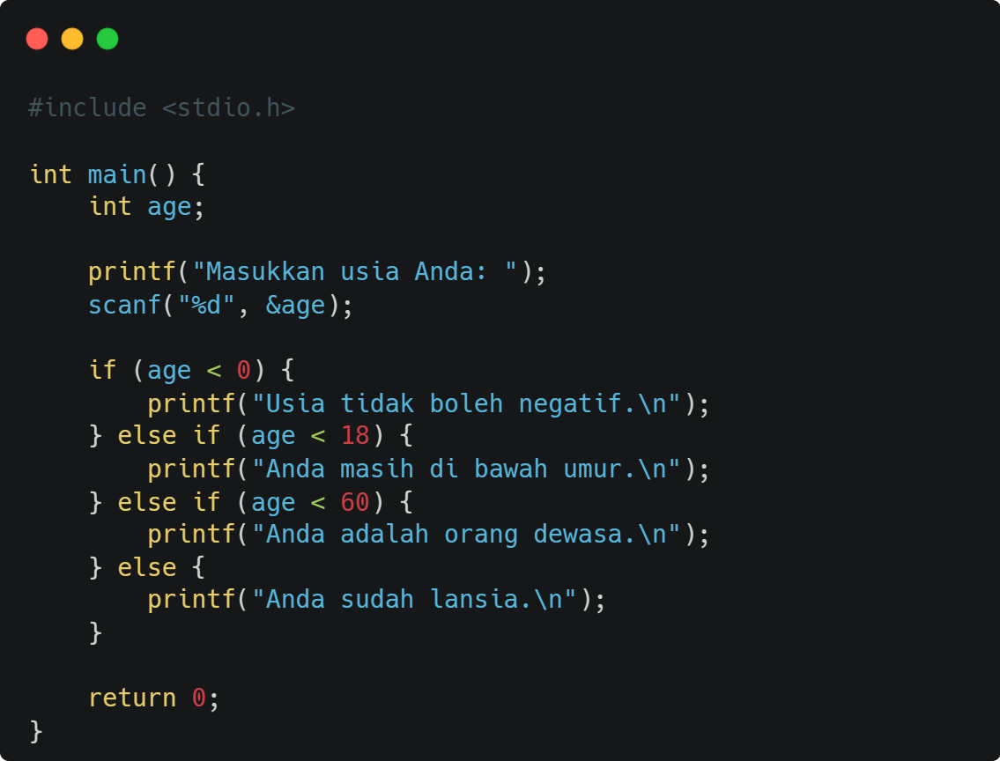 #include <stdio.h>

int main() {
    int age;

    printf("Masukkan usia Anda: ");
    scanf("%d", &age);

    if (age < 0) {
        printf("Usia tidak boleh negatif.\n");
    } else if (age < 18) {
        printf("Anda masih di bawah umur.\n");
    } else if (age < 60) {
        printf("Anda adalah orang dewasa.\n");
    } else {
        printf("Anda sudah lansia.\n");
    }

    return 0;
}